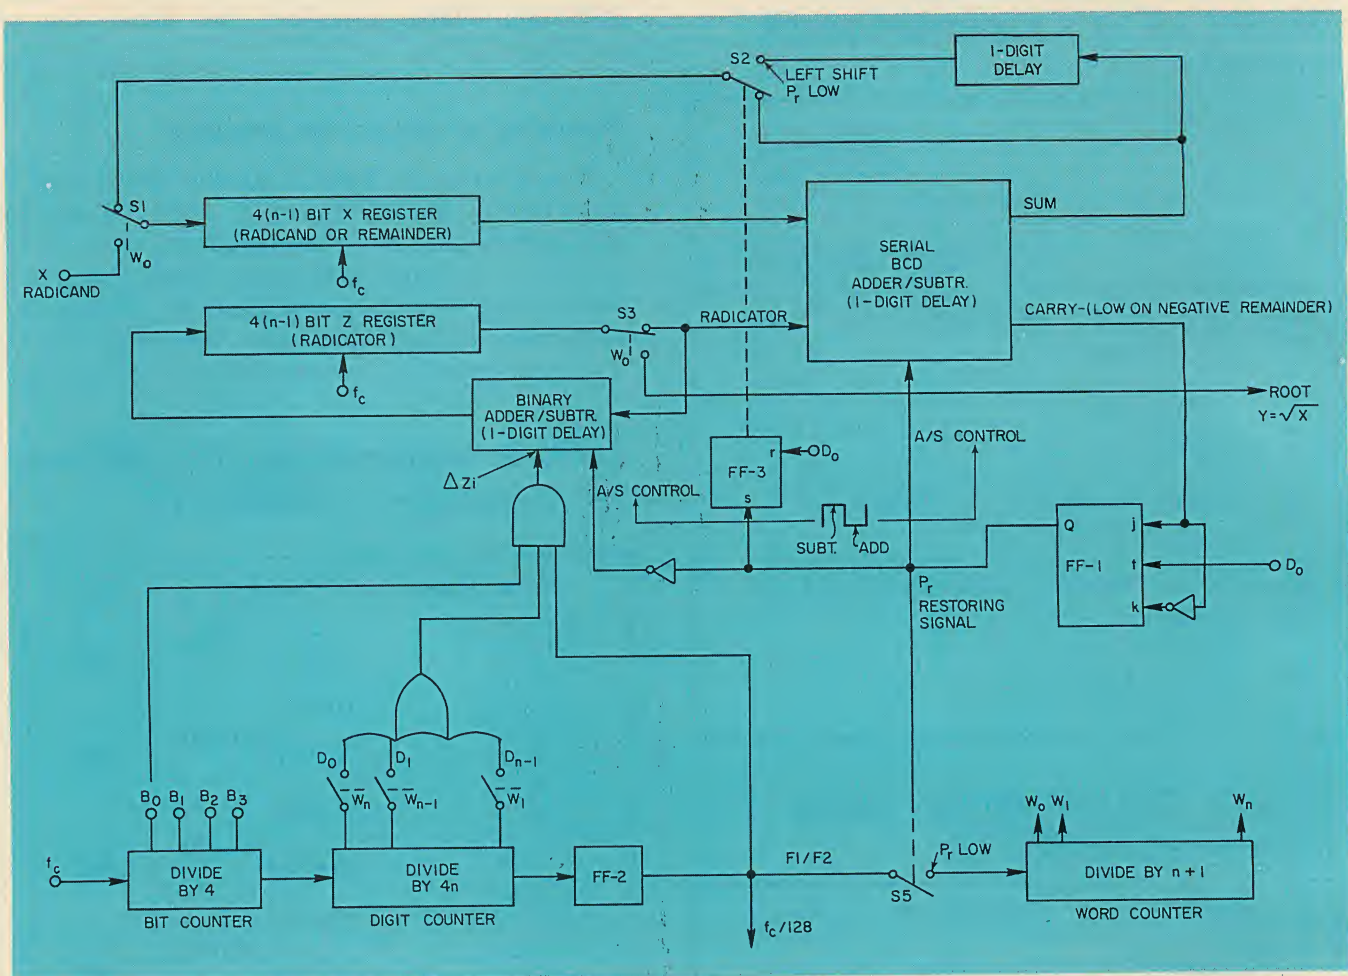 S2
LEFT SHIFT
Pr LOW
1-DIGIT
DELAY
S1
W0
X
RADICAND
4(n-1) BIT X REGISTER
(RADICAND OR REMAINDER)
fc
SUM
SERIAL
BCD
ADDER/SUBTR.
(1-DIGIT DELAY)
CARRY-(LOW ON NEGATIVE REMAINDER)
4(n-1) BIT Z REGISTER
(RADICATOR)
fc
S3
W0
RADICATOR
ROOT
Y=√X
BINARY
ADDER/SUBTR.
(1-DIGIT DELAY)
ΔZi
A/S CONTROL
r
FF-3
s
D0
A/S CONTROL
SUBT.
ADD
Q
j
FF-1
t
k
D0
Pr
RESTORING
SIGNAL
D0
D1
Dn-1
W̅n
W̅n-1
W̅1
B0 B1 B2 B3
fc
DIVIDE
BY 4
BIT COUNTER
DIVIDE
BY 4n
DIGIT COUNTER
FF-2
F1/F2
fc/128
S5
Pr LOW
W0 W1
Wn
DIVIDE BY n+1
WORD COUNTER